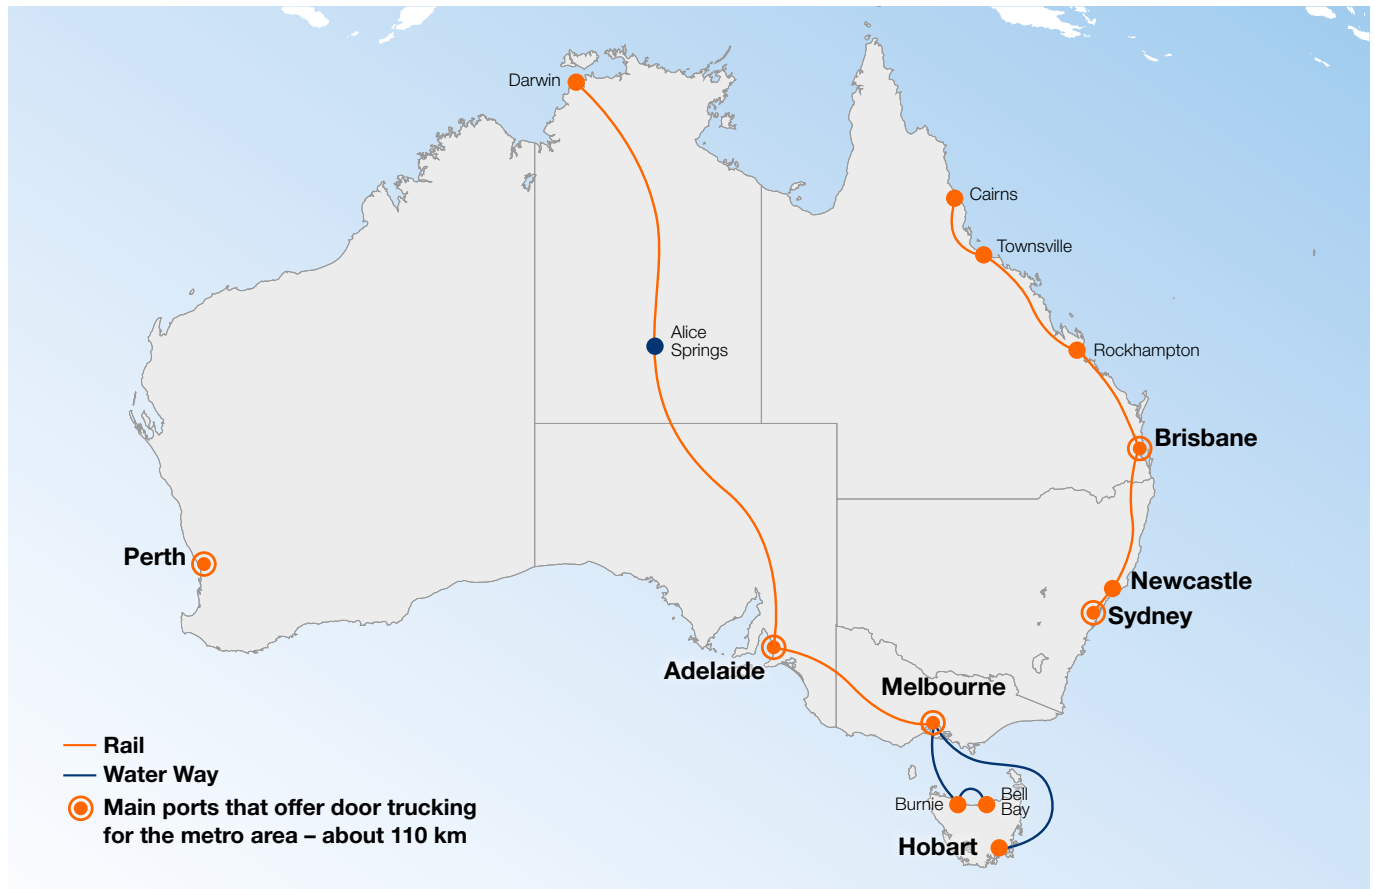 Darwin
Cairns
Townsville
Alice
Springs
Rockhampton
Brisbane
Perth
Newcastle
Sydney
Adelaide
Melbourne
Rail
Water Way
Main ports that offer door trucking
for the metro area – about 110 km
Burnie
Bell
Bay
Hobart